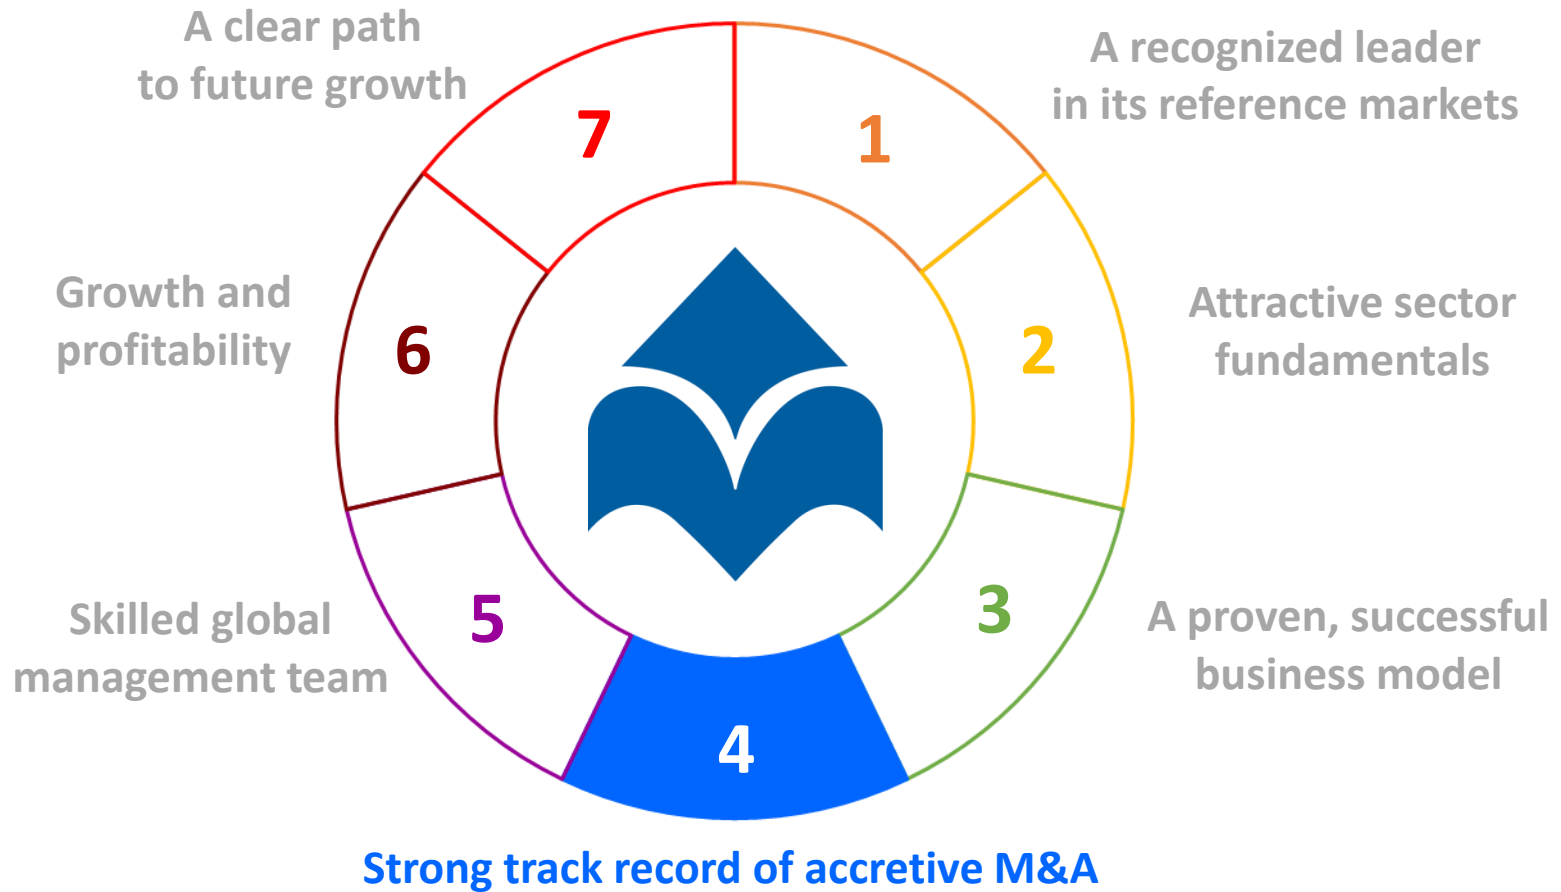 A clear path
to future growth
7
1
A recognized leader
in its reference markets
Growth and
profitability
6
2
Attractive sector
fundamentals
Skilled global
management team
5
3
A proven, successful
business model
4
Strong track record of accretive M&A